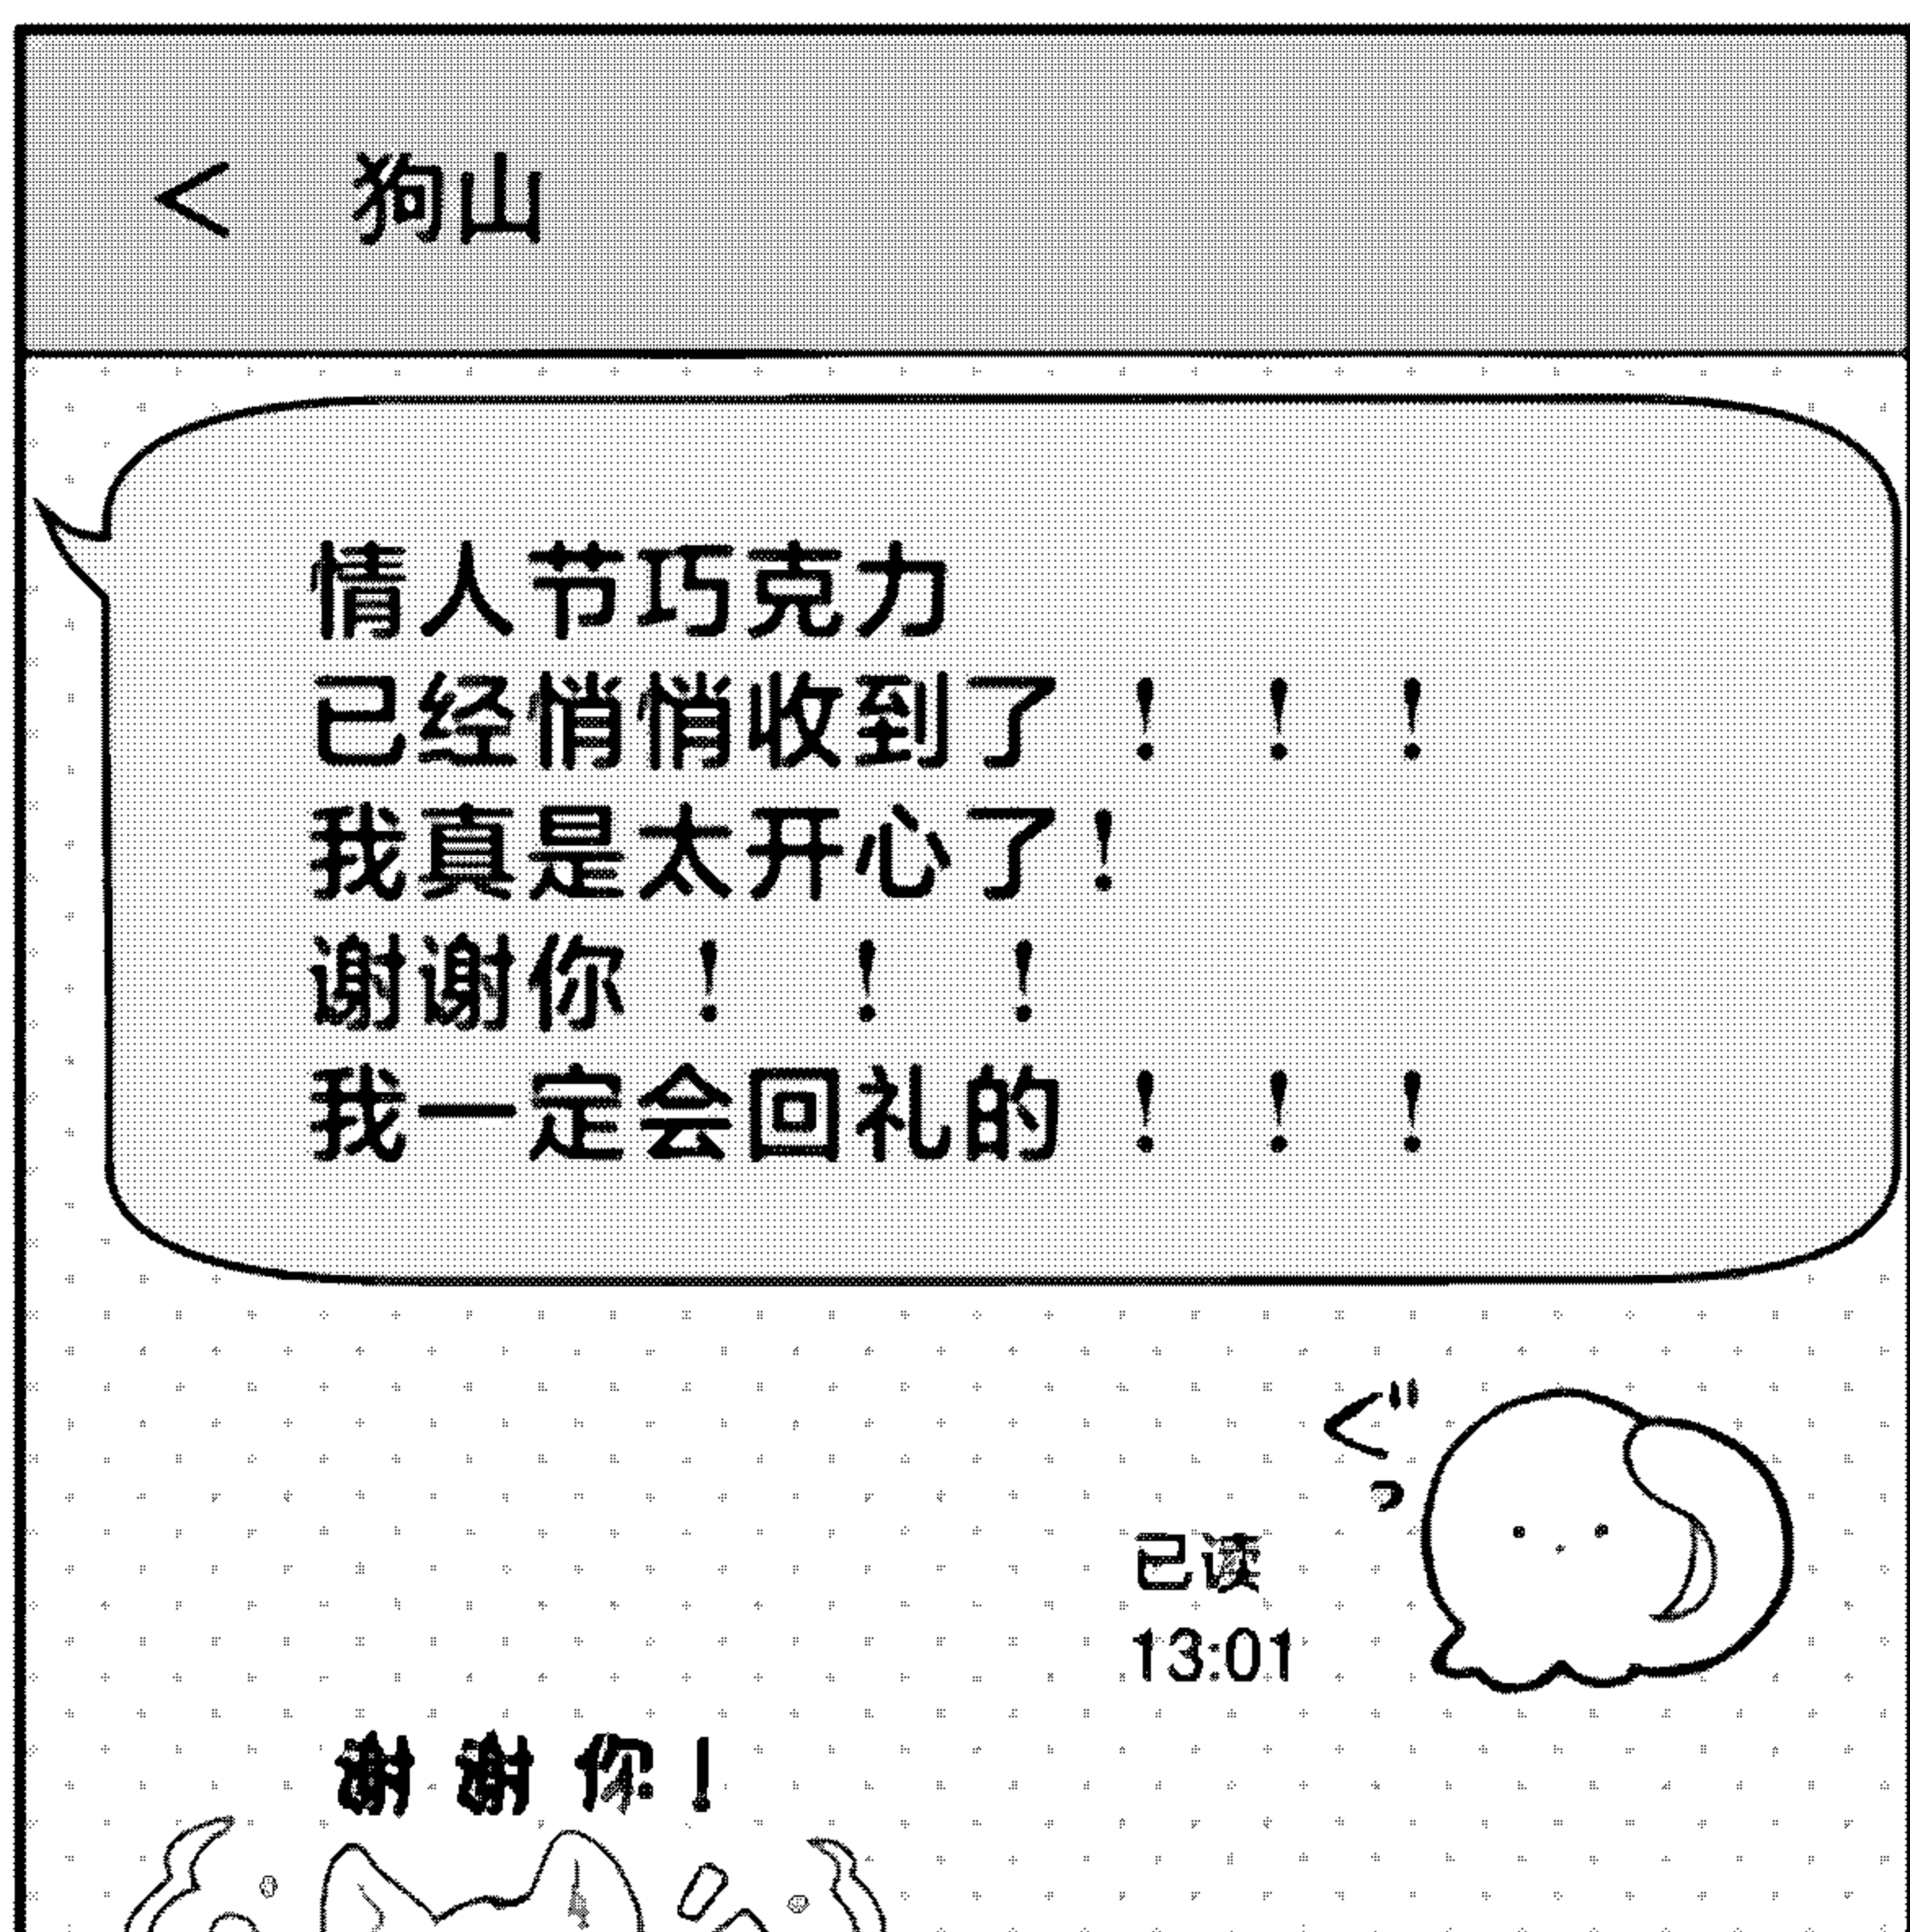 < 狗山
情人节巧克力
已经悄悄收到了！！！
我真是太开心了！
谢谢你！！！
我一定会回礼的！！！
ぐっ
已读
13:01
谢谢你！